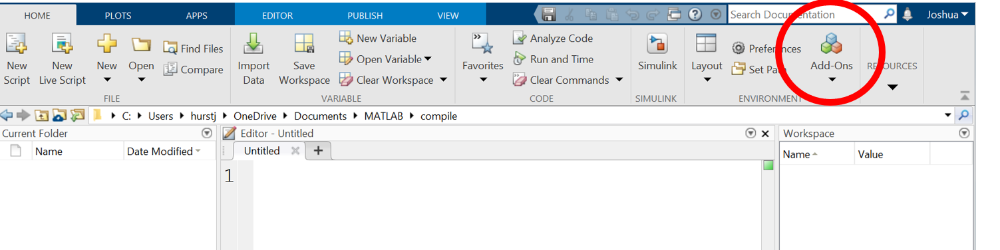 HOME PLOTS APPS EDITOR PUBLISH VIEW Search Documentation Joshua
New Script
New Live Script
New
Open
Find Files
Compare
FILE
Import Data
Save Workspace
New Variable
Open Variable
Clear Workspace
VARIABLE
Favorites
Analyze Code
Run and Time
Clear Commands
CODE
Simulink
SIMULINK
Layout
Preferences
Set Path
Add-Ons
ENVIRONMENT
RESOURCES
C: Users hurstj OneDrive Documents MATLAB compile
Current Folder
Name Date Modified
Editor - Untitled
Untitled +
1
Workspace
Name Value